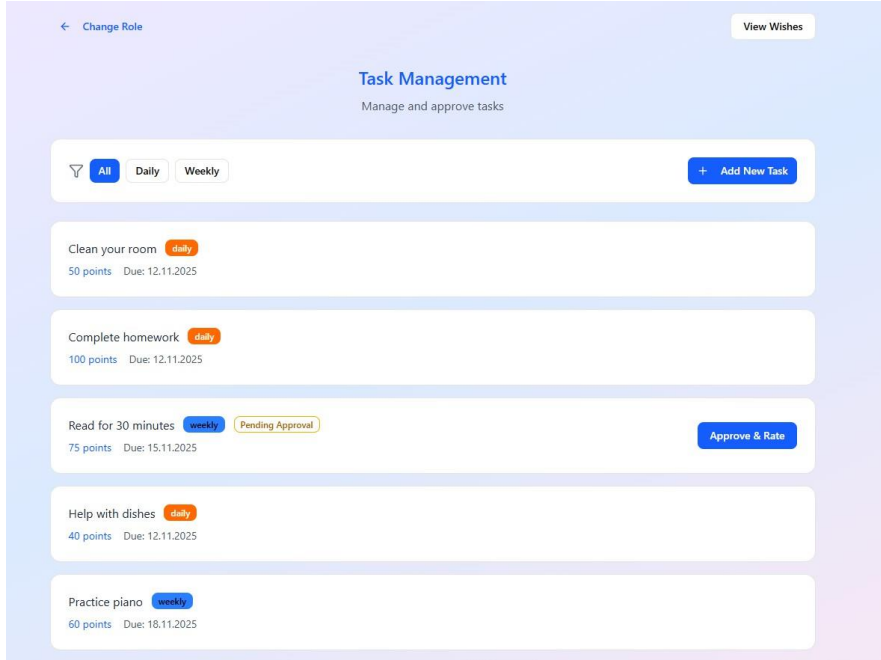 ← Change Role
View Wishes
Task Management
Manage and approve tasks
All Daily Weekly
+ Add New Task
Clean your room daily
50 points Due: 12.11.2025
Complete homework daily
100 points Due: 12.11.2025
Read for 30 minutes weekly Pending Approval
75 points Due: 15.11.2025
Approve & Rate
Help with dishes daily
40 points Due: 12.11.2025
Practice piano weekly
60 points Due: 18.11.2025